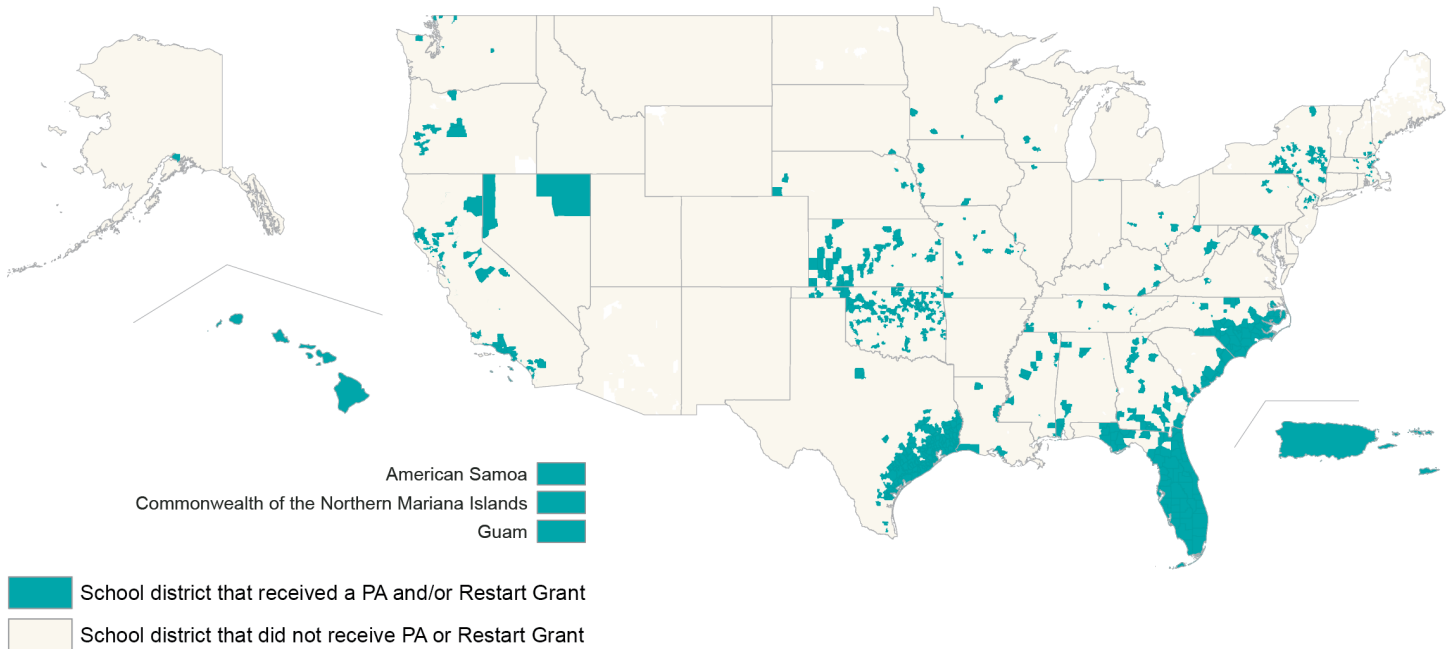 American Samoa
Commonwealth of the Northern Mariana Islands
Guam
School district that received a PA and/or Restart Grant
School district that did not receive PA or Restart Grant